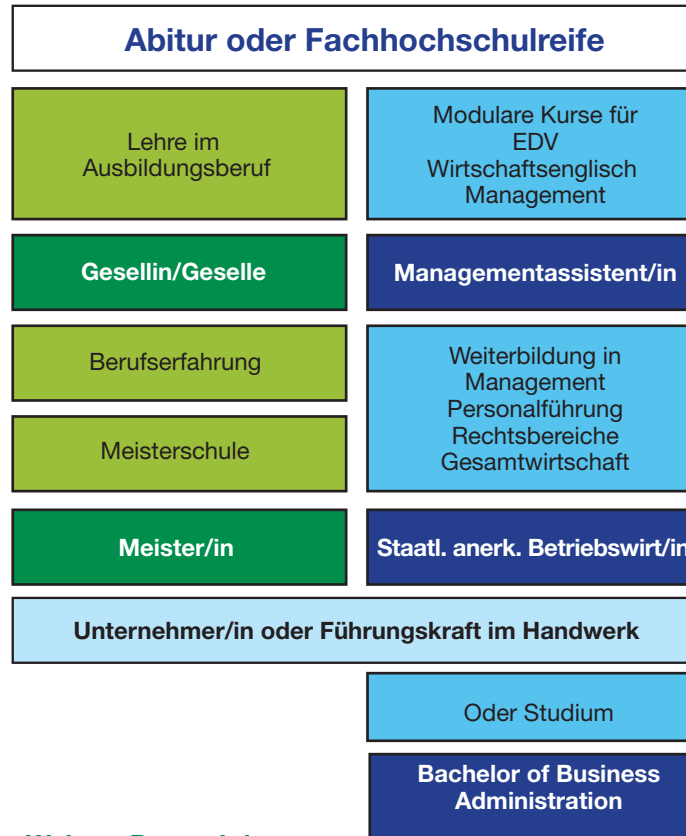 Abitur oder Fachhochschulreife
Lehre im
Ausbildungsberuf
Modulare Kurse für
EDV
Wirtschaftsenglisch
Management
Gesellin/Geselle
Managementassistent/in
Berufserfahrung
Meisterschule
Weiterbildung in
Management
Personalführung
Rechtsbereiche
Gesamtwirtschaft
Meister/in
Staatl. anerk. Betriebswirt/in
Unternehmer/in oder Führungskraft im Handwerk
Oder Studium
Bachelor of Business
Administration